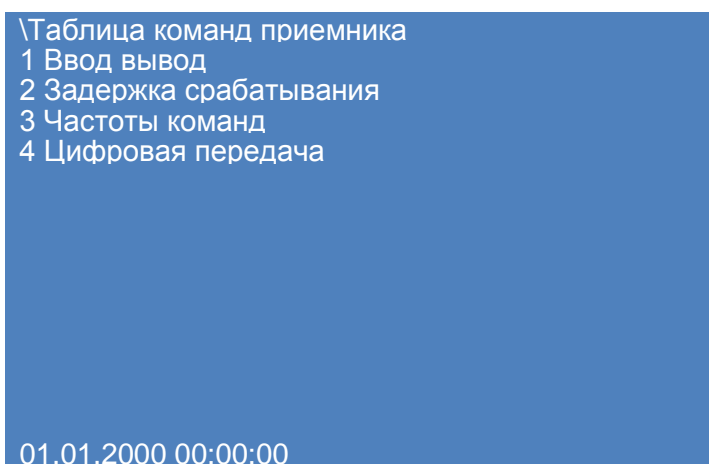 \Таблица команд приемника
1 Ввод вывод
2 Задержка срабатывания
3 Частоты команд
4 Цифровая передача
01.01.2000 00:00:00